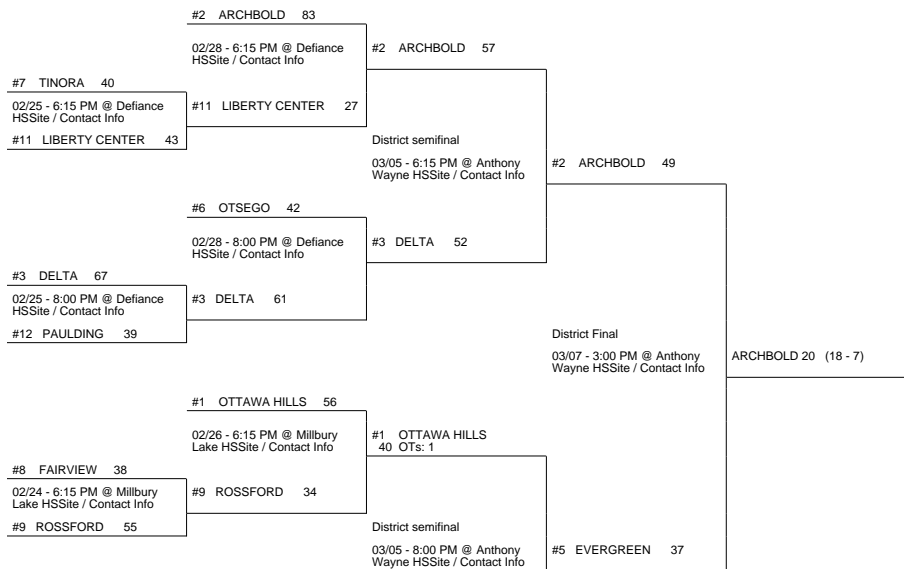 #2 ARCHBOLD 83
02/28 - 6:15 PM @ Defiance
HSSite / Contact Info
#2 ARCHBOLD 57
#7 TINORA 40
02/25 - 6:15 PM @ Defiance
HSSite / Contact Info
#11 LIBERTY CENTER 27
#11 LIBERTY CENTER 43
District semifinal
03/05 - 6:15 PM @ Anthony
Wayne HSSite / Contact Info
#2 ARCHBOLD 49
#6 OTSEGO 42
02/28 - 8:00 PM @ Defiance
HSSite / Contact Info
#3 DELTA 52
#3 DELTA 67
02/25 - 8:00 PM @ Defiance
HSSite / Contact Info
#3 DELTA 61
#12 PAULDING 39
District Final
03/07 - 3:00 PM @ Anthony
Wayne HSSite / Contact Info
ARCHBOLD 20 (18 - 7)
#1 OTTAWA HILLS 56
02/26 - 6:15 PM @ Millbury
Lake HSSite / Contact Info
#1 OTTAWA HILLS
40 OTs: 1
#8 FAIRVIEW 38
02/24 - 6:15 PM @ Millbury
Lake HSSite / Contact Info
#9 ROSSFORD 34
#9 ROSSFORD 55
District semifinal
03/05 - 8:00 PM @ Anthony
Wayne HSSite / Contact Info
#5 EVERGREEN 37